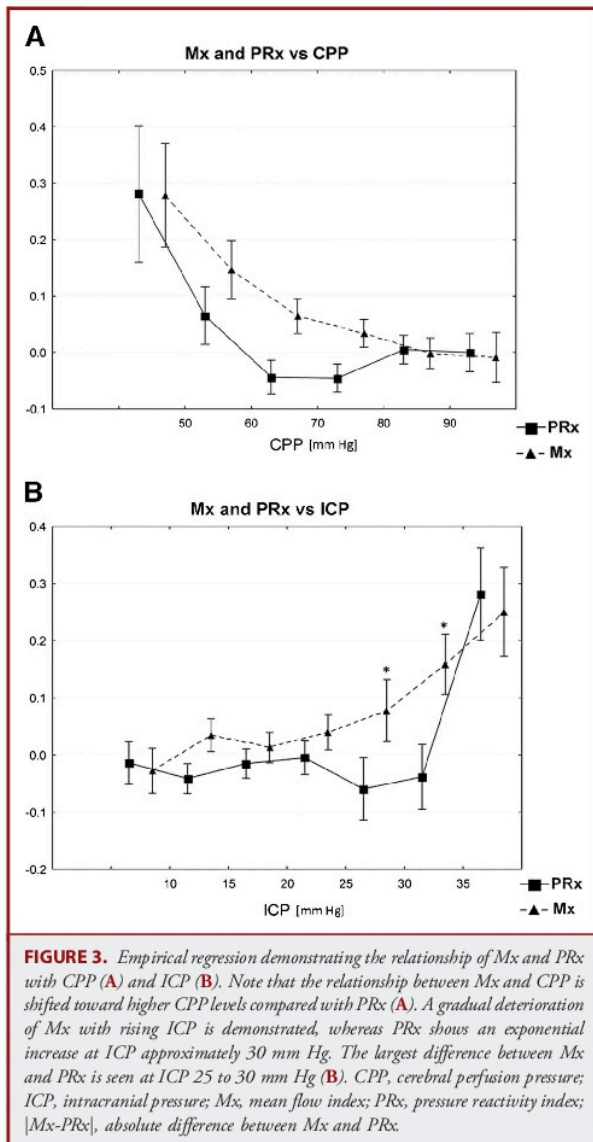 A
Mx and PRx vs CPP
0.5
0.4
0.3
0.2
0.1
0.0
-0.1
50 60 70 80 90
CPP [mm Hg]
PRx
Mx
B
Mx and PRx vs ICP
0.4
0.3
0.2
0.1
0.0
-0.1
-0.2
* *
10 15 20 25 30 35
ICP [mm Hg]
PRx
Mx
FIGURE 3. Empirical regression demonstrating the relationship of Mx and PRx
with CPP (A) and ICP (B). Note that the relationship between Mx and CPP is
shifted toward higher CPP levels compared with PRx (A). A gradual deterioration
of Mx with rising ICP is demonstrated, whereas PRx shows an exponential
increase at ICP approximately 30 mm Hg. The largest difference between Mx
and PRx is seen at ICP 25 to 30 mm Hg (B). CPP, cerebral perfusion pressure;
ICP, intracranial pressure; Mx, mean flow index; PRx, pressure reactivity index;
|Mx-PRx|, absolute difference between Mx and PRx.